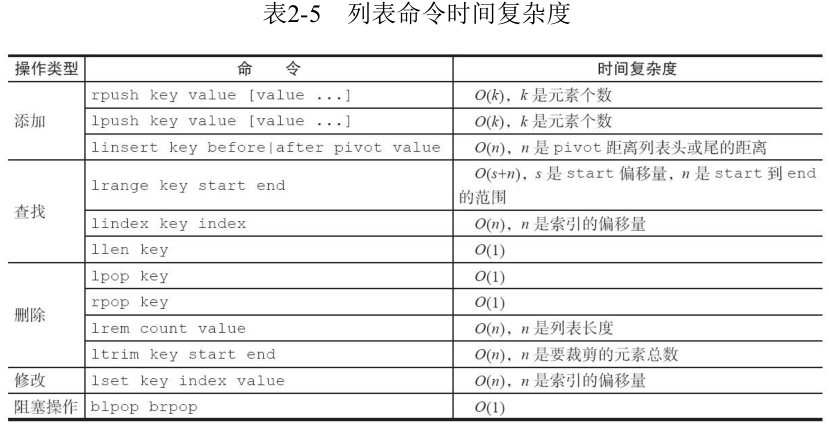 表2-5 列表命令时间复杂度
操作类型 命 令 时间复杂度
添加 rpush key value [value ...] O(k), k 是元素个数
lpush key value [value ...] O(k), k 是元素个数
linsert key before|after pivot value O(n), n 是 pivot 距离列表头或尾的距离
查找 lrange key start end O(s+n), s 是 start 偏移量, n 是 start 到 end
的范围
lindex key index O(n), n 是索引的偏移量
llen key O(1)
删除 lpop key O(1)
rpop key O(1)
lrem count value O(n), n 是列表长度
ltrim key start end O(n), n 是要裁剪的元素总数
修改 lset key index value O(n), n 是索引的偏移量
阻塞操作 blpop brpop O(1)